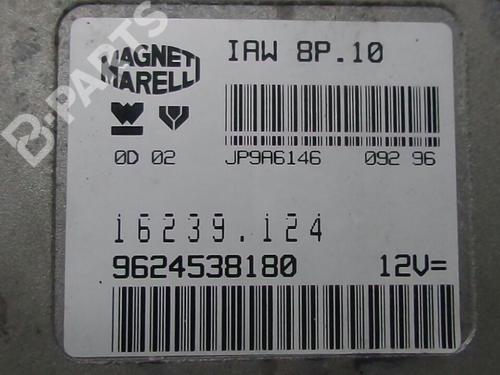 MAGNETI
MARELLI
IAW 8P.10
0D 02
JP9A6146 092 96
16239.124
9624538180 12V=
B-PARTS